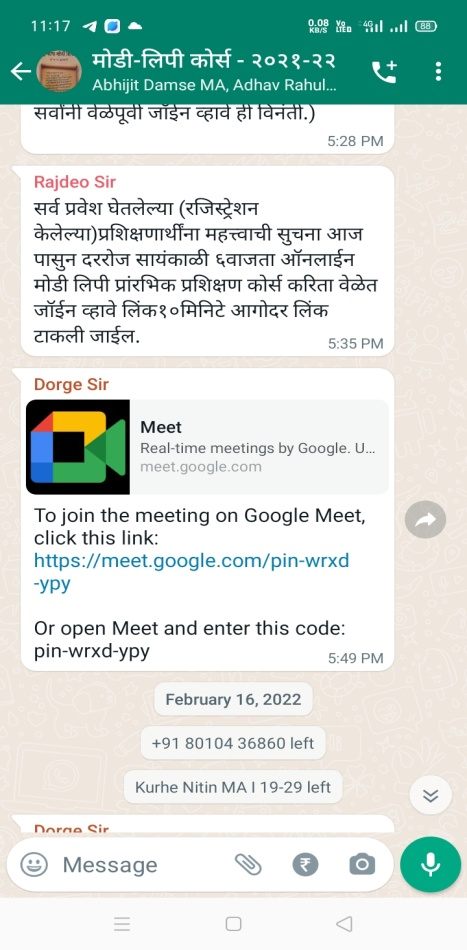 11:17
0.08 KB/S
Vo LTE
4G
88
मोडी-लिपी कोर्स - २०२१-२२
Abhijit Damse MA, Adhav Rahul...
सर्वांनी वेळेपूर्वी जॉईन व्हावे ही विनंती.)
5:28 PM
Rajdeo Sir
सर्व प्रवेश घेतलेल्या (रजिस्ट्रेशन
केलेल्या)प्रशिक्षणार्थींना महत्त्वाची सुचना आज
पासुन दररोज सायंकाळी ६वाजता ऑनलाईन
मोडी लिपी प्रांरभिक प्रशिक्षण कोर्स करिता वेळेत
जॉईन व्हावे लिंक१०मिनिटे आगोदर लिंक
टाकली जाईल.
5:35 PM
Dorge Sir
Meet
Real-time meetings by Google. U...
meet.google.com
To join the meeting on Google Meet,
click this link:
https://meet.google.com/pin-wrxd
-ypy
Or open Meet and enter this code:
pin-wrxd-ypy
5:49 PM
February 16, 2022
+91 80104 36860 left
Kurhe Nitin MA I 19-29 left
Dorge Sir
Message